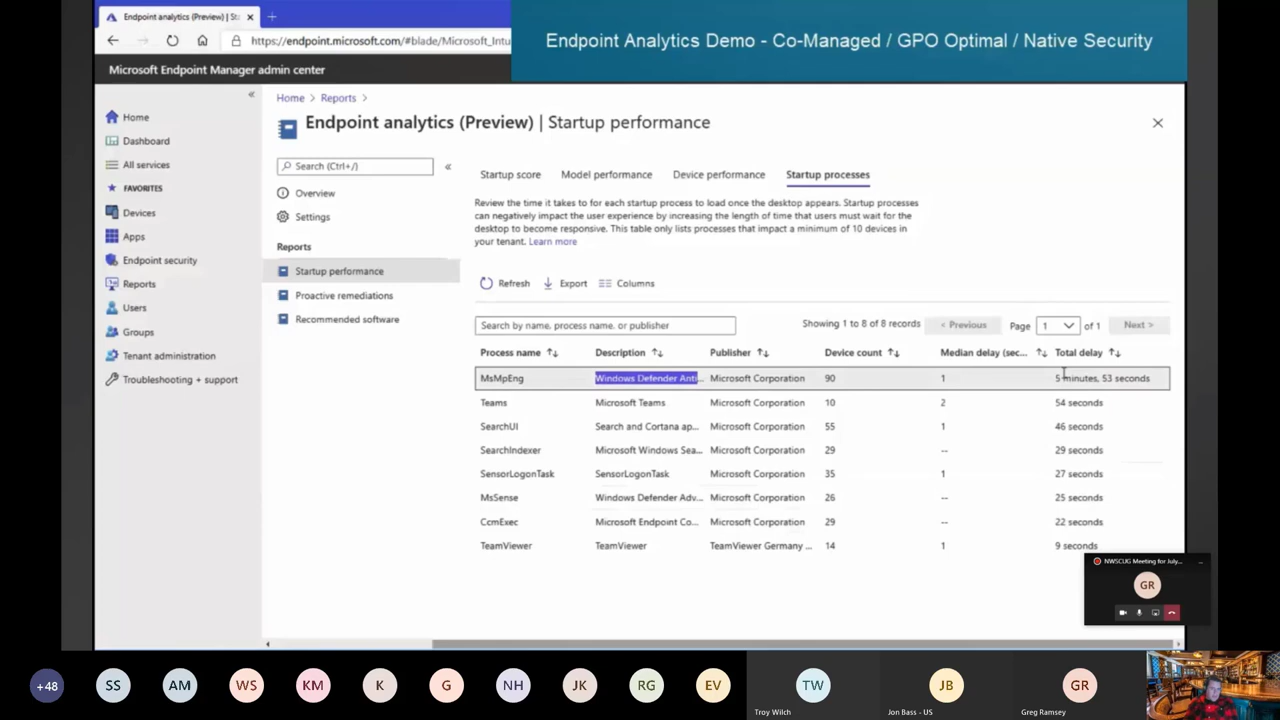 Endpoint analytics (Preview) | St
Endpoint Analytics Demo - Co-Managed / GPO Optimal / Native Security
https://endpoint.microsoft.com/#blade/Microsoft_Intu
Microsoft Endpoint Manager admin center
Home
Dashboard
All services
FAVORITES
Devices
Apps
Endpoint security
Reports
Users
Groups
Tenant administration
Troubleshooting + support
Home > Reports >
Endpoint analytics (Preview) | Startup performance
Search (Ctrl+/)
Overview
Settings
Reports
Startup performance
Proactive remediations
Recommended software
Startup score Model performance Device performance Startup processes
Review the time it takes to for each startup process to load once the desktop appears. Startup processes
can negatively impact the user experience by increasing the length of time that users must wait for the
desktop to become responsive. This table only lists processes that impact a minimum of 10 devices in
your tenant. Learn more
Refresh Export Columns
Search by name, process name, or publisher
Showing 1 to 8 of 8 records < Previous Page 1 of 1 Next >
Process name Description Publisher Device count Median delay (sec... Total delay
MsMpEng Windows Defender Anti... Microsoft Corporation 90 1 5 minutes, 53 seconds
Teams Microsoft Teams Microsoft Corporation 10 2 54 seconds
SearchUI Search and Cortana ap... Microsoft Corporation 55 1 46 seconds
SearchIndexer Microsoft Windows Sea... Microsoft Corporation 29 -- 29 seconds
SensorLogonTask SensorLogonTask Microsoft Corporation 35 1 27 seconds
MsSense Windows Defender Adv... Microsoft Corporation 26 -- 25 seconds
CcmExec Microsoft Endpoint Co... Microsoft Corporation 29 -- 22 seconds
TeamViewer TeamViewer TeamViewer Germany ... 14 1 9 seconds
NWSCUG Meeting for July...
GR
+48 SS AM WS KM K G NH JK RG EV TW JB GR
Troy Wilch Jon Bass - US Greg Ramsey